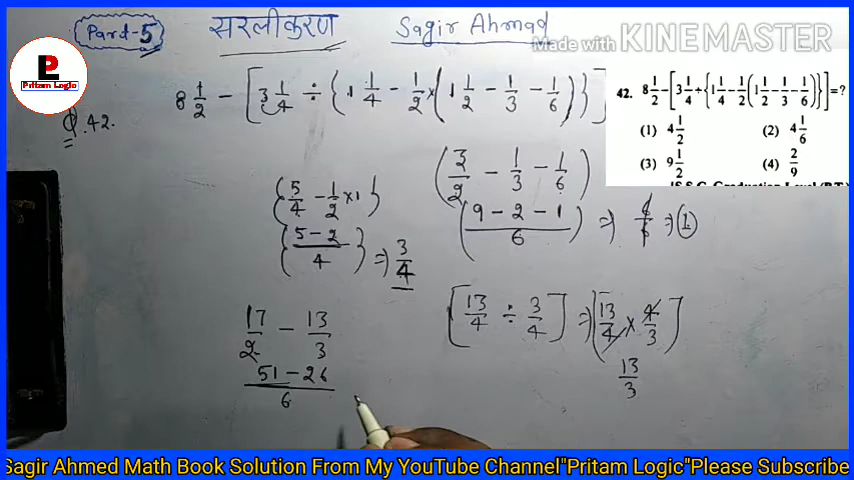 Part-5
सरलीकरण
Sagir Ahmad
Made with KINEMASTER
Pritam Logic
Q.42.
8 1/2 - [3 1/4 ÷ {1 1/4 - 1/2 × (1 1/2 - 1/3 - 1/6)}]
42. 8 1/2 - [3 1/4 ÷ {1 1/4 - 1/2 (1 1/2 - 1/3 - 1/6)}] = ?
(1) 4 1/2 (2) 4 1/6
(3) 9 1/2 (4) 2/9
(3/2 - 1/3 - 1/6)
((9 - 2 - 1)/6) ⇒ 6/6 ⇒ 1
{5/4 - 1/2 × 1}
{(5 - 2)/4} ⇒ 3/4
[13/4 ÷ 3/4] ⇒ [13/4 × 4/3]
13/3
17/2 - 13/3
(51 - 26)/6
Sagir Ahmed Math Book Solution From My YouTube Channel"Pritam Logic"Please Subscribe